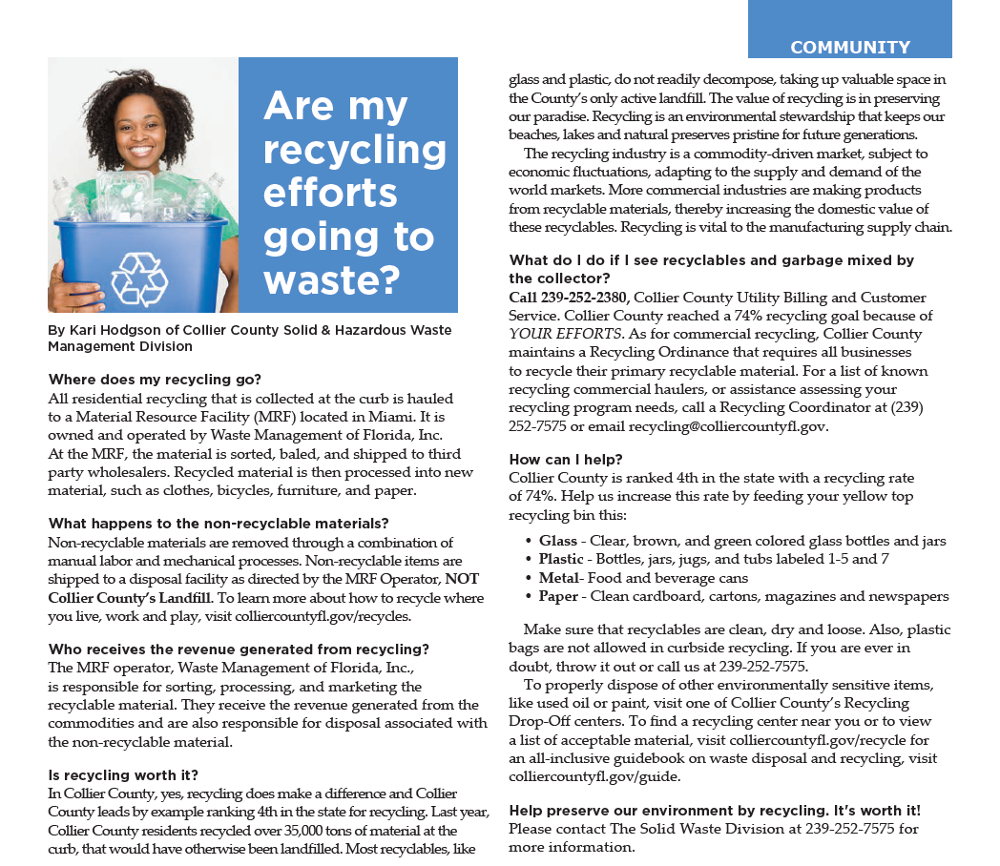 COMMUNITY
Are my
recycling
efforts
going to
waste?
By Kari Hodgson of Collier County Solid & Hazardous Waste
Management Division
Where does my recycling go?
All residential recycling that is collected at the curb is hauled
to a Material Resource Facility (MRF) located in Miami. It is
owned and operated by Waste Management of Florida, Inc.
At the MRF, the material is sorted, baled, and shipped to third
party wholesalers. Recycled material is then processed into new
material, such as clothes, bicycles, furniture, and paper.
What happens to the non-recyclable materials?
Non-recyclable materials are removed through a combination of
manual labor and mechanical processes. Non-recyclable items are
shipped to a disposal facility as directed by the MRF Operator, NOT
Collier County's Landfill. To learn more about how to recycle where
you live, work and play, visit colliercountyfl.gov/recycles.
Who receives the revenue generated from recycling?
The MRF operator, Waste Management of Florida, Inc.,
is responsible for sorting, processing, and marketing the
recyclable material. They receive the revenue generated from the
commodities and are also responsible for disposal associated with
the non-recyclable material.
Is recycling worth it?
In Collier County, yes, recycling does make a difference and Collier
County leads by example ranking 4th in the state for recycling. Last year,
Collier County residents recycled over 35,000 tons of material at the
curb, that would have otherwise been landfilled. Most recyclables, like
glass and plastic, do not readily decompose, taking up valuable space in
the County's only active landfill. The value of recycling is in preserving
our paradise. Recycling is an environmental stewardship that keeps our
beaches, lakes and natural preserves pristine for future generations.
The recycling industry is a commodity-driven market, subject to
economic fluctuations, adapting to the supply and demand of the
world markets. More commercial industries are making products
from recyclable materials, thereby increasing the domestic value of
these recyclables. Recycling is vital to the manufacturing supply chain.
What do I do if I see recyclables and garbage mixed by
the collector?
Call 239-252-2380, Collier County Utility Billing and Customer
Service. Collier County reached a 74% recycling goal because of
YOUR EFFORTS. As for commercial recycling, Collier County
maintains a Recycling Ordinance that requires all businesses
to recycle their primary recyclable material. For a list of known
recycling commercial haulers, or assistance assessing your
recycling program needs, call a Recycling Coordinator at (239)
252-7575 or email recycling@colliercountyfl.gov.
How can I help?
Collier County is ranked 4th in the state with a recycling rate
of 74%. Help us increase this rate by feeding your yellow top
recycling bin this:
• Glass - Clear, brown, and green colored glass bottles and jars
• Plastic - Bottles, jars, jugs, and tubs labeled 1-5 and 7
• Metal- Food and beverage cans
• Paper - Clean cardboard, cartons, magazines and newspapers
Make sure that recyclables are clean, dry and loose. Also, plastic
bags are not allowed in curbside recycling. If you are ever in
doubt, throw it out or call us at 239-252-7575.
To properly dispose of other environmentally sensitive items,
like used oil or paint, visit one of Collier County's Recycling
Drop-Off centers. To find a recycling center near you or to view
a list of acceptable material, visit colliercountyfl.gov/recycle for
an all-inclusive guidebook on waste disposal and recycling, visit
colliercountyfl.gov/guide.
Help preserve our environment by recycling. It's worth it!
Please contact The Solid Waste Division at 239-252-7575 for
more information.